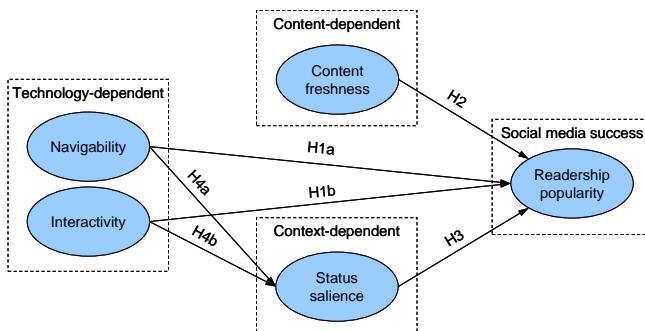 Content-dependent
Content
freshness
Technology-dependent
H2
Navigability
H1a
Social media success
H4a
Readership
popularity
Interactivity
H1b
H4b
Context-dependent
H3
Status
salience